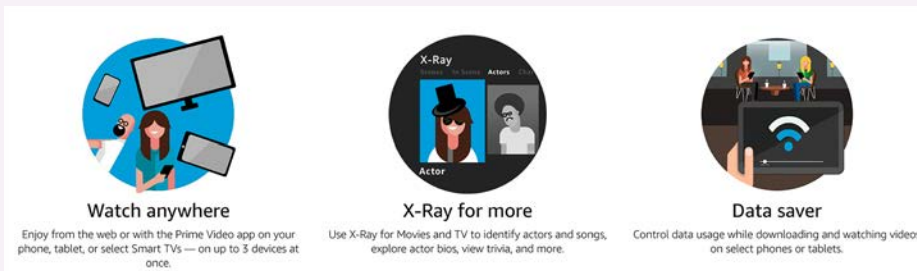 X-Ray
Scenes In Scene Actors
Actor
Watch anywhere
Enjoy from the web or with the Prime Video app on your
phone, tablet, or select Smart TVs — on up to 3 devices at
once.
X-Ray for more
Use X-Ray for Movies and TV to identify actors and songs,
explore actor bios, view trivia, and more.
Data saver
Control data usage while downloading and watching videos
on select phones or tablets.